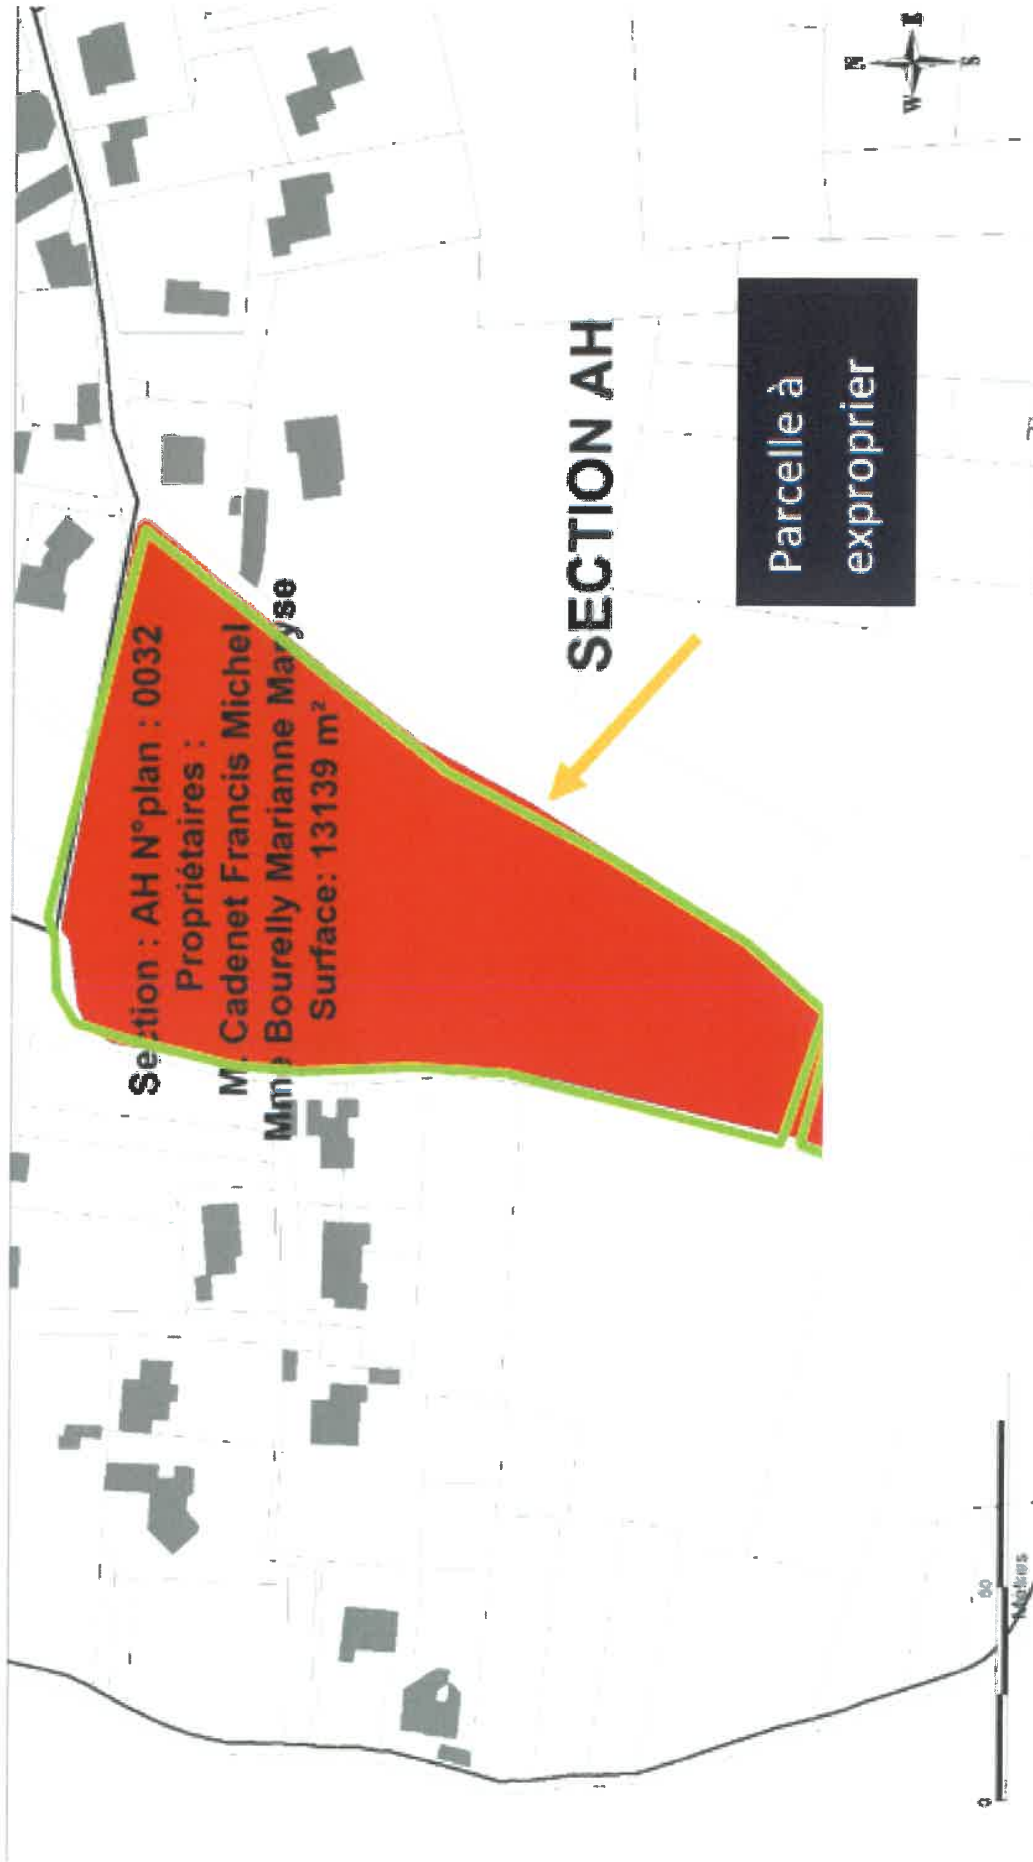 Section : AH N°plan : 0032
Propriétaires :
M. Cadenet Francis Michel
Mme Bourelly Marianne Maryse
Surface: 13139 m²
SECTION AH
Parcelle à
exproprier
N
E
S
W
0
50
Mètres